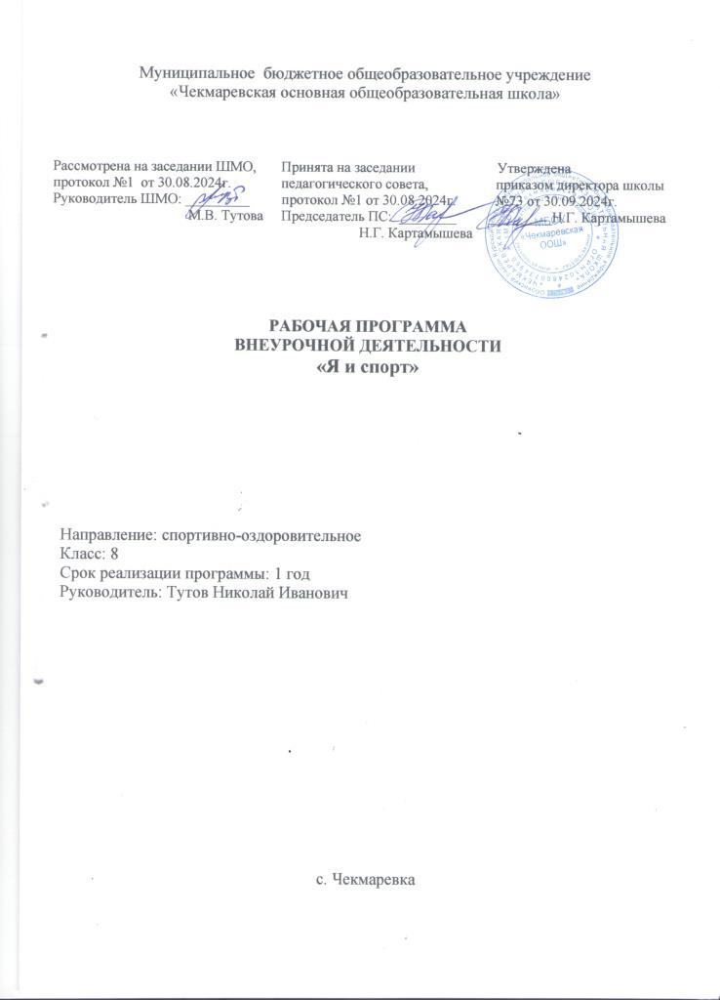 Муниципальное бюджетное общеобразовательное учреждение
«Чекмаревская основная общеобразовательная школа»
Рассмотрена на заседании ШМО,
протокол №1 от 30.08.2024г.
Руководитель ШМО:
М.В. Тутова
Принята на заседании
педагогического совета,
протокол №1 от 30.08.2024г.
Председатель ПС:
Н.Г. Картамышева
Утверждена
приказом директора школы
№73 от 30.09.2024г.
Н.Г. Картамышева
МБОУ
«Чекмаревская
ООШ»
РАБОЧАЯ ПРОГРАММА
ВНЕУРОЧНОЙ ДЕЯТЕЛЬНОСТИ
«Я и спорт»
Направление: спортивно-оздоровительное
Класс: 8
Срок реализации программы: 1 год
Руководитель: Тутов Николай Иванович
с. Чекмаревка